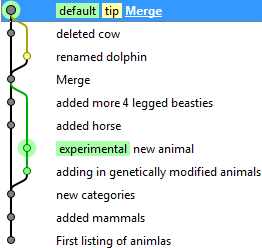 default tip Merge
deleted cow
renamed dolphin
Merge
added more 4 legged beasties
added horse
experimental new animal
adding in genetically modified animals
new categories
added mammals
First listing of animlas